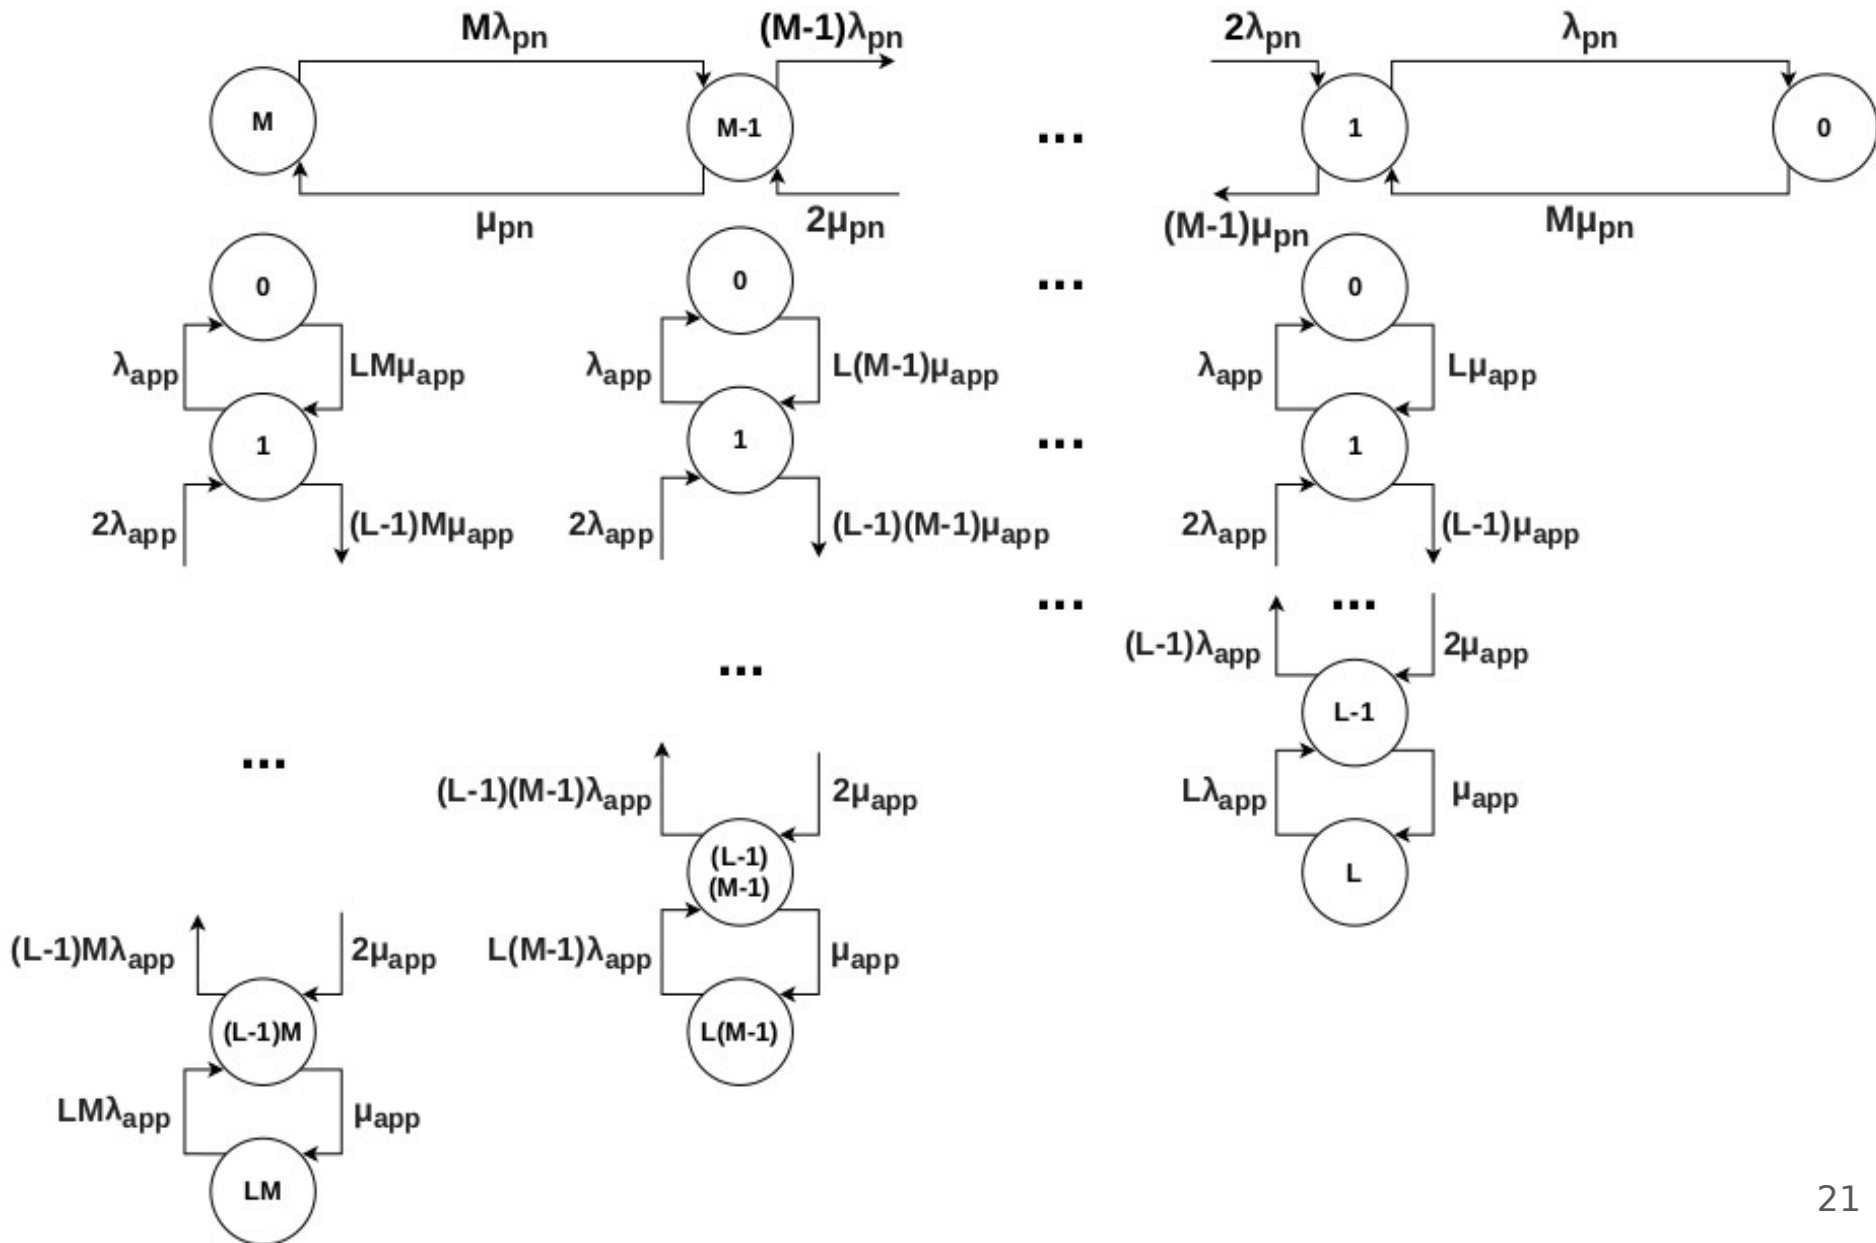 Mλpn
(M-1)λpn
2λpn
λpn
M
M-1
...
1
0
μpn
2μpn
(M-1)μpn
Mμpn
0
0
...
0
λapp
LMμapp
λapp
L(M-1)μapp
λapp
Lμapp
1
1
...
1
2λapp
(L-1)Mμapp
2λapp
(L-1)(M-1)μapp
2λapp
(L-1)μapp
...
...
(L-1)λapp
2μapp
...
L-1
...
(L-1)(M-1)λapp
2μapp
Lλapp
μapp
(L-1)
(M-1)
L
(L-1)Mλapp
2μapp
L(M-1)λapp
μapp
(L-1)M
L(M-1)
LMλapp
μapp
LM
21